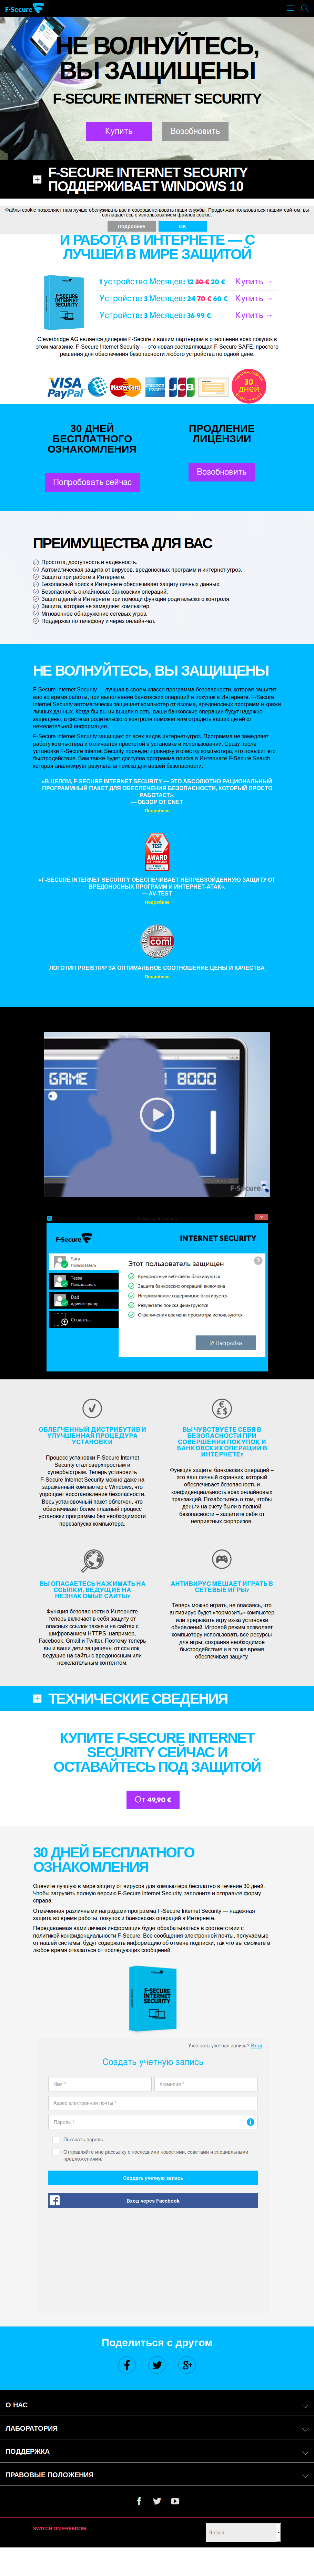 F-Secure
НЕ ВОЛНУЙТЕСЬ,
ВЫ ЗАЩИЩЕНЫ
F-SECURE INTERNET SECURITY
Купить
Возобновить
F-SECURE INTERNET SECURITY
ПОДДЕРЖИВАЕТ WINDOWS 10
Файлы cookie позволяют нам лучше обслуживать вас и совершенствовать наши службы. Продолжая пользоваться нашим сайтом, вы
соглашаетесь с использованием файлов cookie.
Подробнее
OK
И РАБОТА В ИНТЕРНЕТЕ — С
ЛУЧШЕЙ В МИРЕ ЗАЩИТОЙ
F-Secure
INTERNET
SECURITY
1 устройство Месяцев: 12 30 € 20 €
Купить →
Устройств: 3 Месяцев: 24 70 € 60 €
Купить →
Устройств: 3 Месяцев: 36 99 €
Купить →
Cleverbridge AG является дилером F-Secure и вашим партнером в отношении всех покупок в
этом магазине. F-Secure Internet Security — это новая составляющая F-Secure SAFE, простого
решения для обеспечения безопасности любого устройства по одной цене.
VISA
PayPal
MasterCard
JCB
30
ДНЕЙ
30 ДНЕЙ
БЕСПЛАТНОГО
ОЗНАКОМЛЕНИЯ
Попробовать сейчас
ПРОДЛЕНИЕ
ЛИЦЕНЗИИ
Возобновить
ПРЕИМУЩЕСТВА ДЛЯ ВАС
Простота, доступность и надежность.
Автоматическая защита от вирусов, вредоносных программ и интернет-угроз.
Защита при работе в Интернете.
Безопасный поиск в Интернете обеспечивает защиту личных данных.
Безопасность онлайновых банковских операций.
Защита детей в Интернете при помощи функции родительского контроля.
Защита, которая не замедляет компьютер.
Мгновенное обнаружение сетевых угроз.
Поддержка по телефону и через онлайн-чат.
НЕ ВОЛНУЙТЕСЬ, ВЫ ЗАЩИЩЕНЫ
F-Secure Internet Security — лучшая в своем классе программа безопасности, которая защитит
вас во время работы, при выполнении банковских операций и покупок в Интернете. F-Secure
Internet Security автоматически защищает компьютер от взлома, вредоносных программ и кражи
личных данных. Когда бы вы ни вышли в сеть, ваши банковские операции будут надежно
защищены, а система родительского контроля поможет вам оградить ваших детей от
нежелательной информации.
F-Secure Internet Security защищает от всех видов интернет-угроз. Программа не замедляет
работу компьютера и отличается простотой в установке и использовании. Сразу после
установки F-Secure Internet Security проводит проверку и очистку компьютера, что повысит его
быстродействие. Вам также будет доступна программа поиска в Интернете F-Secure Search,
которая анализирует результаты поиска для вашей безопасности.
«В ЦЕЛОМ, F-SECURE INTERNET SECURITY — ЭТО АБСОЛЮТНО РАЦИОНАЛЬНЫЙ
ПРОГРАММНЫЙ ПАКЕТ ДЛЯ ОБЕСПЕЧЕНИЯ БЕЗОПАСНОСТИ, КОТОРЫЙ ПРОСТО
РАБОТАЕТ».
— ОБЗОР ОТ CNET
Подробнее
AV TEST
AWARD
BEST PROTECTION
«F-SECURE INTERNET SECURITY ОБЕСПЕЧИВАЕТ НЕПРЕВЗОЙДЕННУЮ ЗАЩИТУ ОТ
ВРЕДОНОСНЫХ ПРОГРАММ И ИНТЕРНЕТ-АТАК».
— AV-TEST
Подробнее
com!
ЛОГОТИП PREISTIPP ЗА ОПТИМАЛЬНОЕ СООТНОШЕНИЕ ЦЕНЫ И КАЧЕСТВА
Подробнее
GAME
8000
F-Secure
F-Secure
INTERNET SECURITY
Sara
Пользователь
Tessa
Пользователь
Dad
Администратор
Создать...
Этот пользователь защищен
Вредоносные веб-сайты блокируются
Защита банковских операций включена
Неприемлемое содержимое блокируется
Результаты поиска фильтруются
Ограничения времени просмотра используются
Настройки
ОБЛЕГЧЕННЫЙ ДИСТРИБУТИВ И
УЛУЧШЕННАЯ ПРОЦЕДУРА
УСТАНОВКИ
Процесс установки F-Secure Internet
Security стал сверхпростым и
супербыстрым. Теперь установить
F-Secure Internet Security можно даже на
зараженный компьютер с Windows, что
упрощает восстановление безопасности.
Весь установочный пакет облегчен, что
обеспечивает более плавный процесс
установки программы без необходимости
перезапуска компьютера.
ВЫ ЧУВСТВУЕТЕ СЕБЯ В
БЕЗОПАСНОСТИ ПРИ
СОВЕРШЕНИИ ПОКУПОК И
БАНКОВСКИХ ОПЕРАЦИЙ В
ИНТЕРНЕТЕ?
Функция защиты банковских операций –
это ваш личный охранник, который
обеспечивает безопасность и
конфиденциальность всех онлайновых
транзакций. Позаботьтесь о том, чтобы
деньги на счету были в полной
безопасности – защитите себя от
неприятных сюрпризов.
ВЫ ОПАСАЕТЕСЬ НАЖИМАТЬ НА
ССЫЛКИ, ВЕДУЩИЕ НА
НЕЗНАКОМЫЕ САЙТЫ?
Функция безопасности в Интернете
теперь включает в себя защиту от
опасных ссылок также и на сайтах с
шифрованием HTTPS, например,
Facebook, Gmail и Twitter. Поэтому теперь
вы и ваши дети защищены от ссылок,
ведущие на сайты с вредоносным или
нежелательным контентом.
АНТИВИРУС МЕШАЕТ ИГРАТЬ В
СЕТЕВЫЕ ИГРЫ?
Теперь можно играть, не опасаясь, что
антивирус будет «тормозить» компьютер
или прерывать игру из-за установки
обновлений. Игровой режим позволяет
компьютеру использовать все ресурсы
для игры, сохраняя необходимое
быстродействие и в то же время
обеспечивая защиту.
ТЕХНИЧЕСКИЕ СВЕДЕНИЯ
КУПИТЕ F-SECURE INTERNET
SECURITY СЕЙЧАС И
ОСТАВАЙТЕСЬ ПОД ЗАЩИТОЙ
От 49,90 €
30 ДНЕЙ БЕСПЛАТНОГО
ОЗНАКОМЛЕНИЯ
Оцените лучшую в мире защиту от вирусов для компьютера бесплатно в течение 30 дней.
Чтобы загрузить полную версию F-Secure Internet Security, заполните и отправьте форму
справа.
Отмеченная различными наградами программа F-Secure Internet Security — надежная
защита во время работы, покупок и банковских операций в Интернете.
Передаваемая вами личная информация будет обрабатываться в соответствии с
политикой конфиденциальности F-Secure. Все сообщения электронной почты, получаемые
от нашей системы, будут содержать информацию об отмене подписки, так что вы сможете в
любое время отказаться от последующих сообщений.
INTERNET
SECURITY
Уже есть учетная запись? Вход
Создать учетную запись
Имя *
Фамилия *
Адрес электронной почты *
Пароль *
Показать пароль
Отправляйте мне рассылку с последними новостями, советами и специальными
предложениями.
Создать учетную запись
Вход через Facebook
Поделиться с другом
О НАС
ЛАБОРАТОРИЯ
ПОДДЕРЖКА
ПРАВОВЫЕ ПОЛОЖЕНИЯ
SWITCH ON FREEDOM
Russia